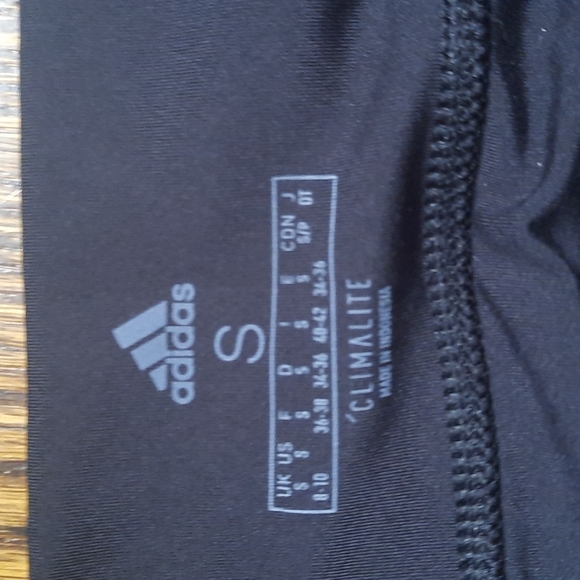 adidas
S
UK US F D I E CON J
S S S S S S S/P OT
8-10 36-38 34-36 40-42 34-36
CLIMALITE
MADE IN INDONESIA